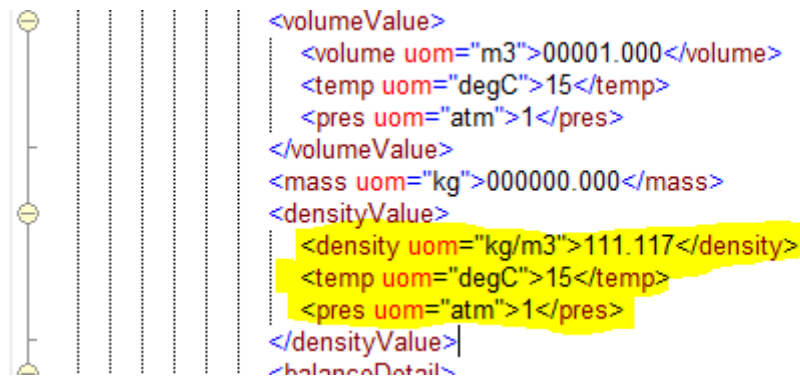 <volumeValue>
<volume uom="m3">00001.000</volume>
<temp uom="degC">15</temp>
<pres uom="atm">1</pres>
</volumeValue>
<mass uom="kg">000000.000</mass>
<densityValue>
<density uom="kg/m3">111.117</density>
<temp uom="degC">15</temp>
<pres uom="atm">1</pres>
</densityValue>
<balanceDetail>